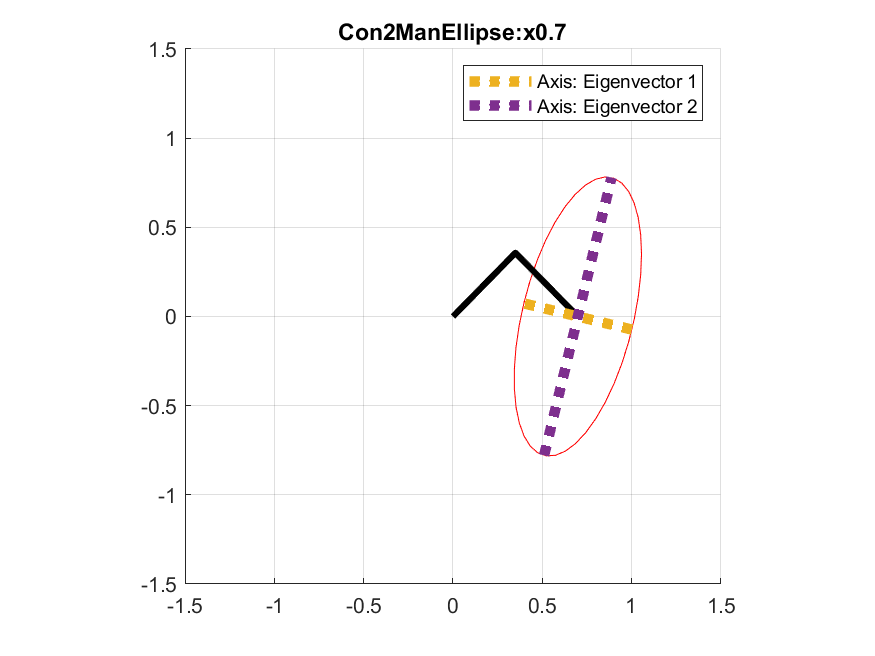 Con2ManEllipse:x0.7
1.5
Axis: Eigenvector 1
Axis: Eigenvector 2
1
0.5
0
-0.5
-1
-1.5
-1.5 -1 -0.5 0 0.5 1 1.5